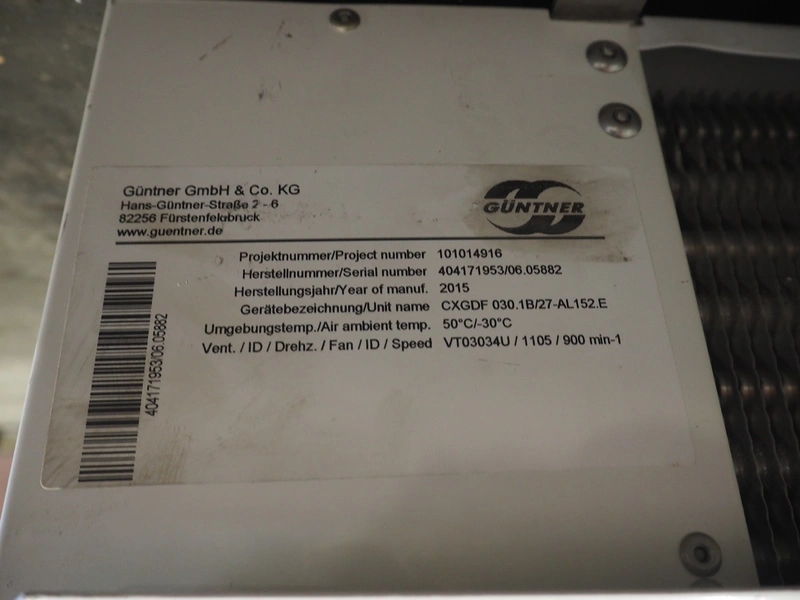 Güntner GmbH & Co. KG
Hans-Güntner-Straße 2 - 6
82256 Fürstenfeldbruck
www.guentner.de
GÜNTNER
Projektnummer/Project number 101014916
Herstellnummer/Serial number 404171953/06.05882
Herstellungsjahr/Year of manuf. 2015
Gerätebezeichnung/Unit name CXGDF 030.1B/27-AL152.E
Umgebungstemp./Air ambient temp. 50°C/-30°C
Vent. / ID / Drehz. / Fan / ID / Speed VT03034U / 1105 / 900 min-1
404171953/06.05882